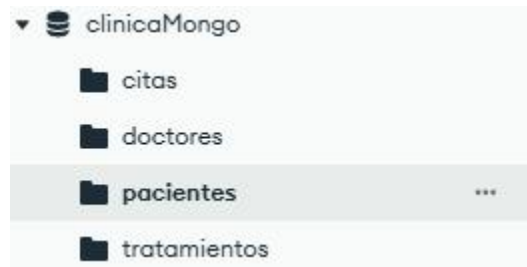 clinicaMongo
citas
doctores
pacientes
tratamientos